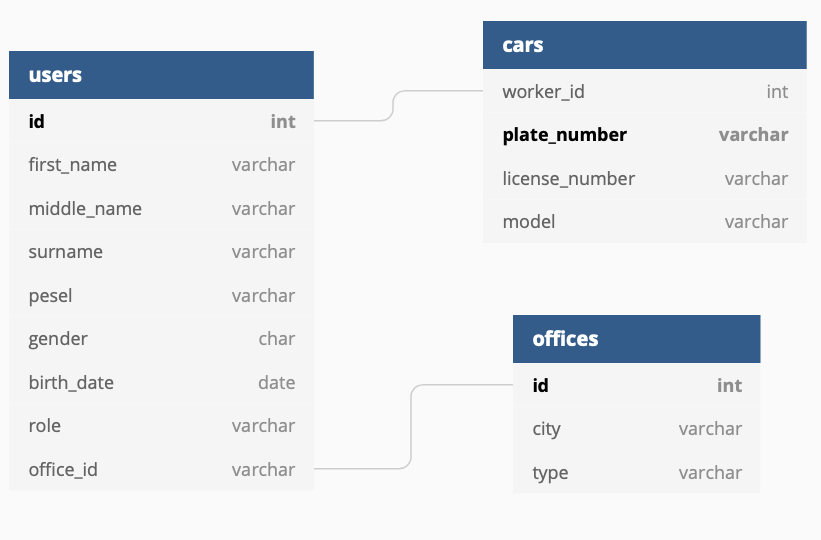 users
id int
first_name varchar
middle_name varchar
surname varchar
pesel varchar
gender char
birth_date date
role varchar
office_id varchar
cars
worker_id int
plate_number varchar
license_number varchar
model varchar
offices
id int
city varchar
type varchar